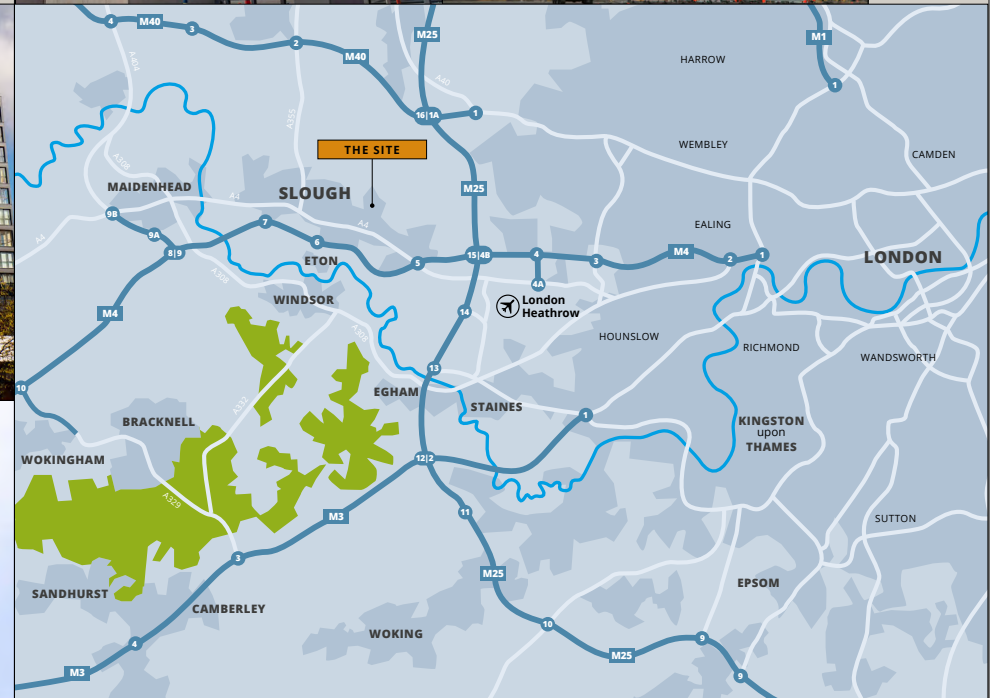 4
M40
3
2
M40
M25
M1
A404
A40
HARROW
1
16|1A
1
A355
THE SITE
WEMBLEY
CAMDEN
A308
MAIDENHEAD
SLOUGH
M25
A4
9B
A4
9A
7
A4
EALING
8|9
6
ETON
5
15|4B
4
3
M4
2
1
LONDON
A308
4A
WINDSOR
London
Heathrow
M4
14
A308
HOUNSLOW
RICHMOND
WANDSWORTH
13
10
EGHAM
A332
STAINES
1
BRACKNELL
KINGSTON
upon
THAMES
WOKINGHAM
12|2
A329
M3
11
SUTTON
3
M25
SANDHURST
CAMBERLEY
EPSOM
WOKING
10
4
9
M25
M3
9